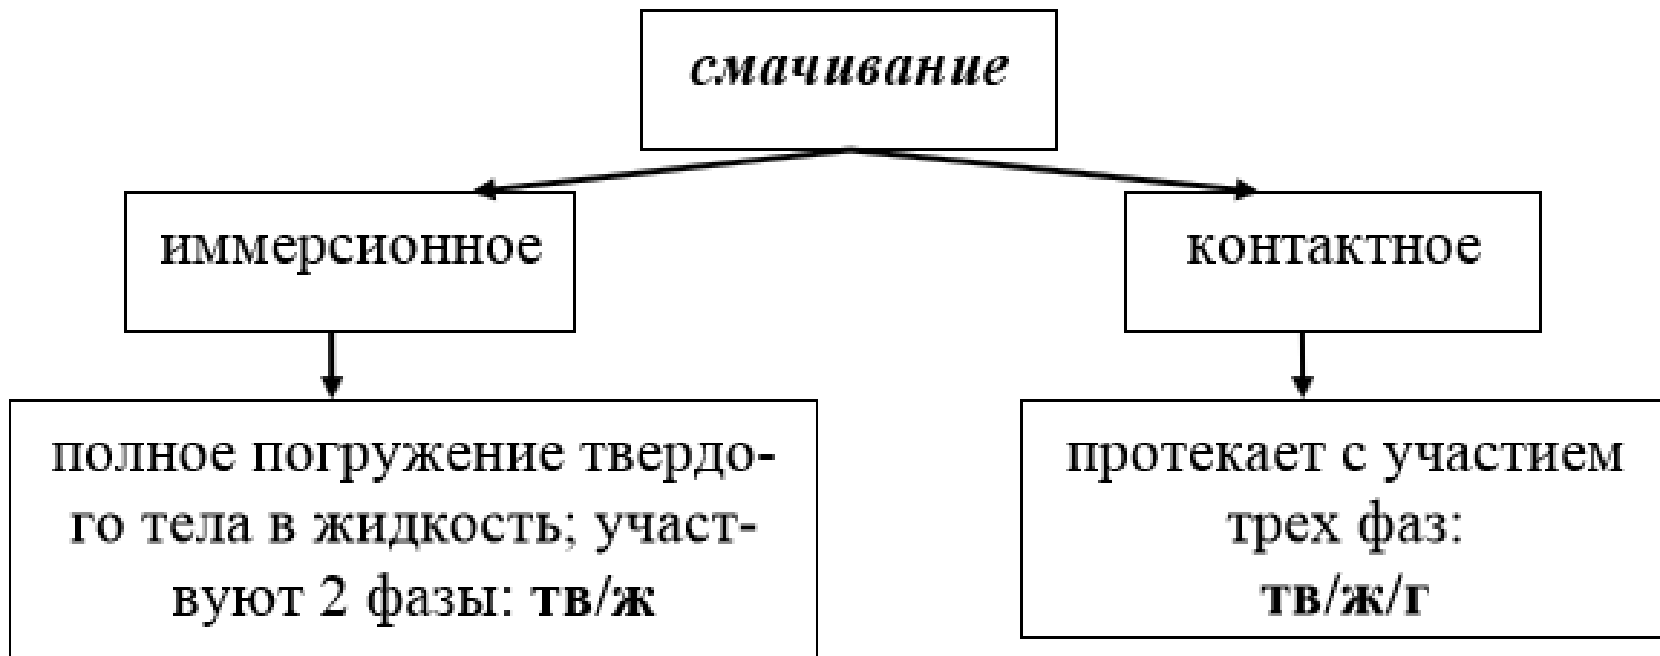 смачивание
иммерсионное
контактное
полное погружение твердо-
го тела в жидкость; участ-
вуют 2 фазы: тв/ж
протекает с участием
трех фаз:
тв/ж/г